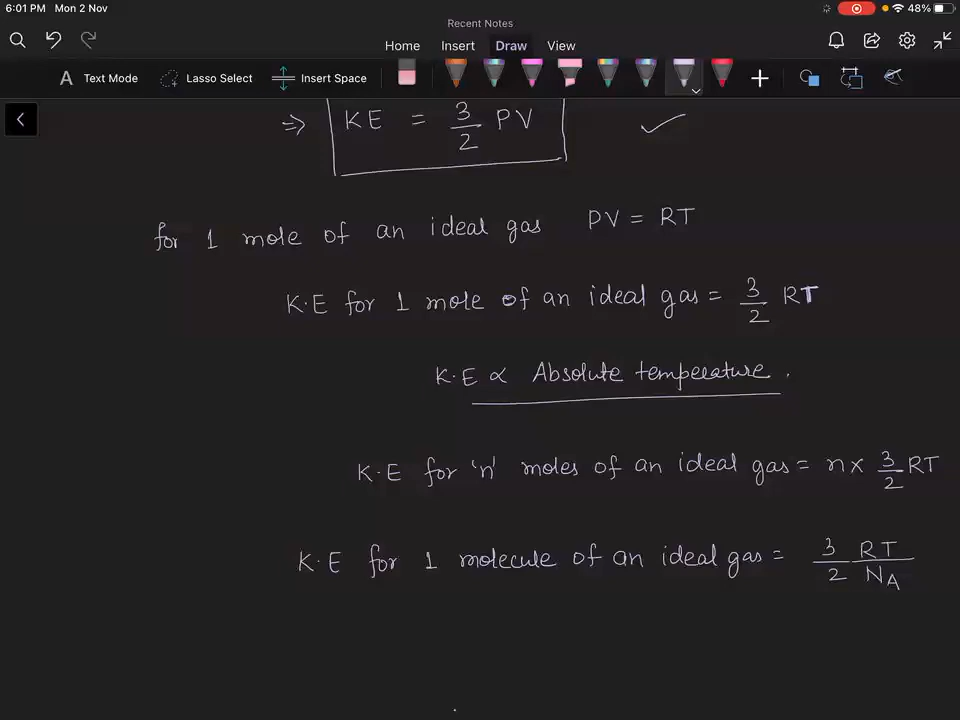 6:01 PM Mon 2 Nov
48%
Recent Notes
Home Insert Draw View
Text Mode Lasso Select Insert Space
⇒ KE = 3/2 PV ✓
for 1 mole of an ideal gas PV = RT
K.E for 1 mole of an ideal gas = 3/2 RT
K.E ∝ Absolute temperature.
K.E for 'n' moles of an ideal gas = n × 3/2 RT
K.E for 1 molecule of an ideal gas = 3/2 RT/N_A